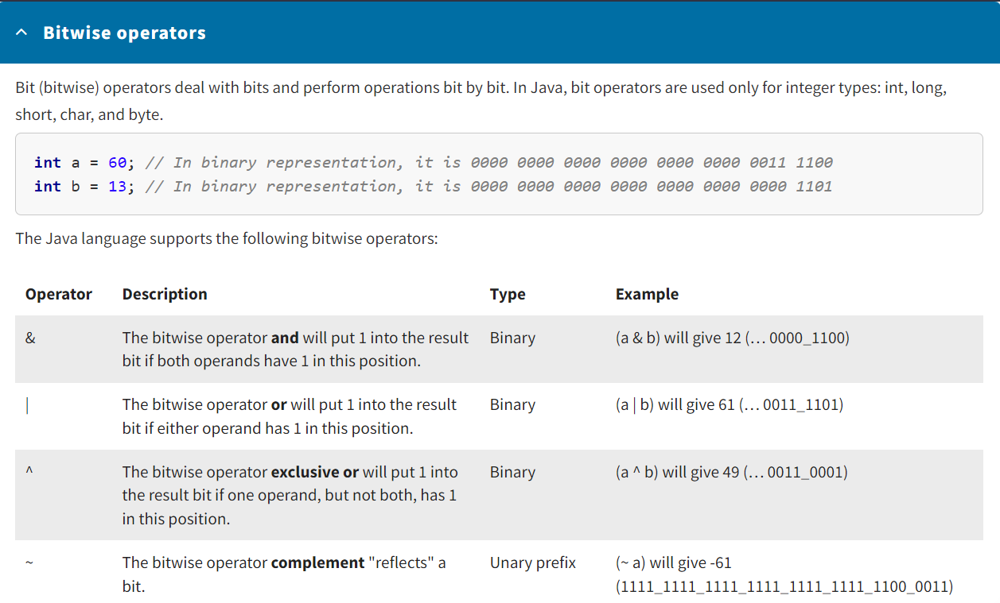 Bitwise operators
Bit (bitwise) operators deal with bits and perform operations bit by bit. In Java, bit operators are used only for integer types: int, long,
short, char, and byte.
int a = 60; // In binary representation, it is 0000 0000 0000 0000 0000 0000 0011 1100
int b = 13; // In binary representation, it is 0000 0000 0000 0000 0000 0000 0000 1101
The Java language supports the following bitwise operators:
Operator Description Type Example
& The bitwise operator and will put 1 into the result Binary (a & b) will give 12 (… 0000_1100)
bit if both operands have 1 in this position.
| The bitwise operator or will put 1 into the result Binary (a | b) will give 61 (… 0011_1101)
bit if either operand has 1 in this position.
^ The bitwise operator exclusive or will put 1 into Binary (a ^ b) will give 49 (… 0011_0001)
the result bit if one operand, but not both, has 1
in this position.
~ The bitwise operator complement "reflects" a Unary prefix (~ a) will give -61
bit. (1111_1111_1111_1111_1111_1111_1100_0011)